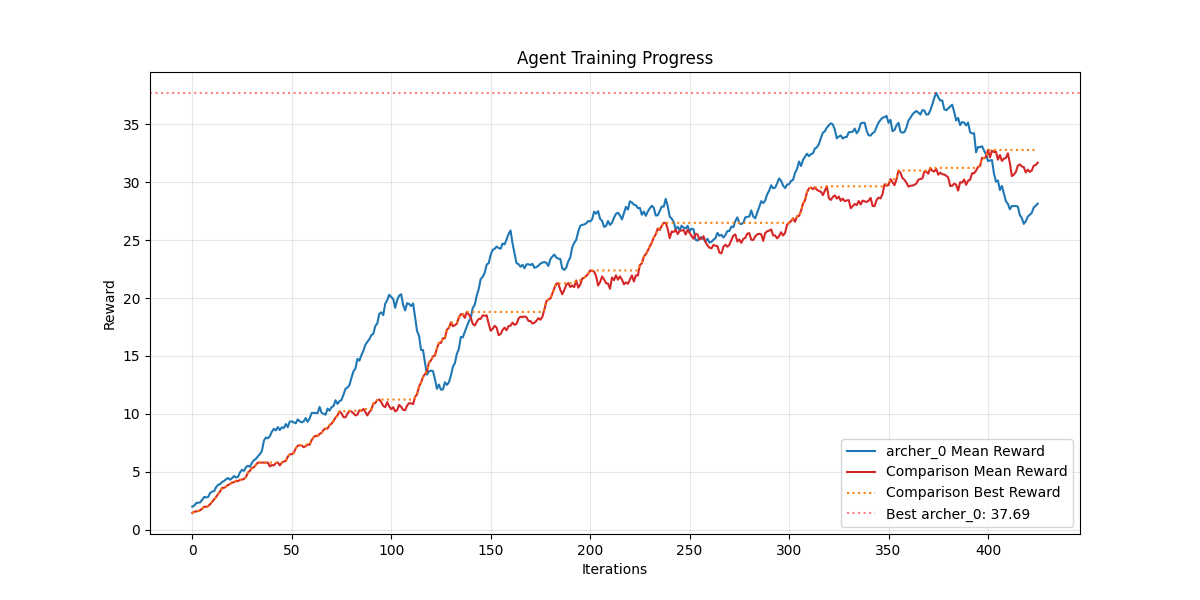 Agent Training Progress
Reward
35
30
25
20
15
10
5
0
0 50 100 150 200 250 300 350 400
Iterations
archer_0 Mean Reward
Comparison Mean Reward
Comparison Best Reward
Best archer_0: 37.69